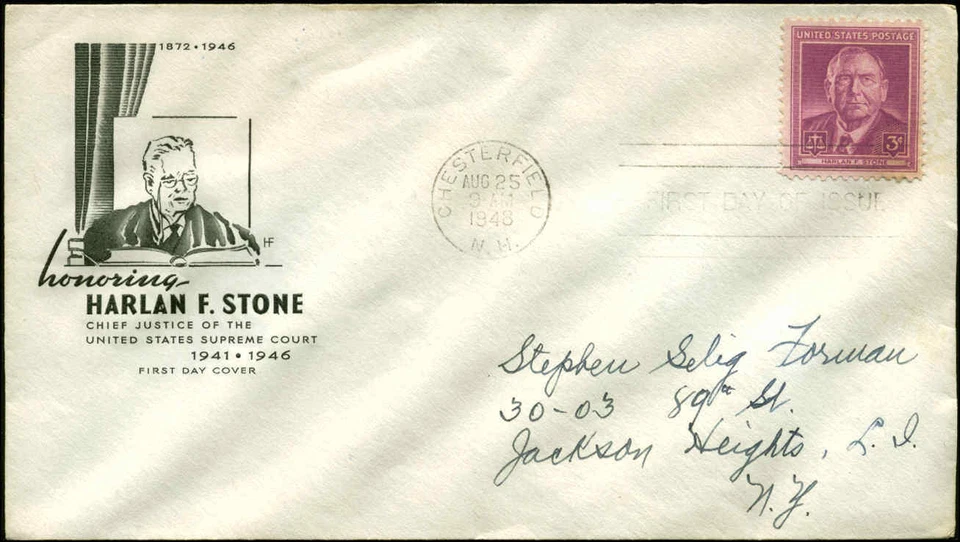 1872 • 1946
HF
honoring
HARLAN F. STONE
CHIEF JUSTICE OF THE
UNITED STATES SUPREME COURT
1941 • 1946
FIRST DAY COVER
CHESTERFIELD
AUG 25
9 AM
1948
N.H.
UNITED STATES POSTAGE
3¢
HARLAN F. STONE
FIRST DAY OF ISSUE
Stephen Selig Forman
30-03 89th St.
Jackson Heights, L. I.
N.Y.